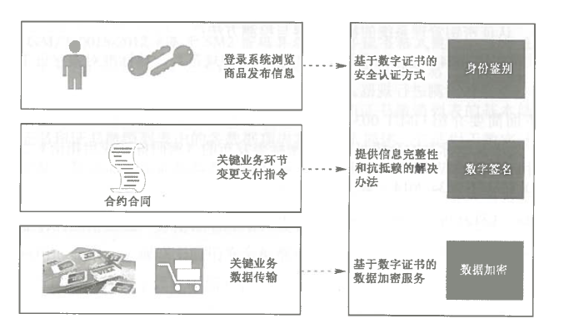 登录系统浏览
商品发布信息
基于数字证书的
安全认证方式
身份鉴别
合约合同
关键业务环节
变更支付指令
提供信息完整性
和抗抵赖的解决
办法
数字签名
关键业务
数据传输
基于数字证书的
数据加密服务
数据加密